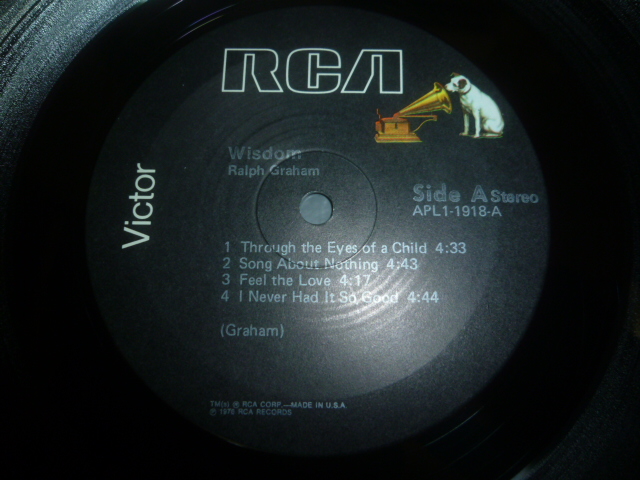 RCA
Victor
Wisdom
Ralph Graham
Side A Stereo
APL1-1918-A
1 Through the Eyes of a Child 4:33
2 Song About Nothing 4:43
3 Feel the Love 4:17
4 I Never Had It So Good 4:44
(Graham)
TM(s) ® RCA CORP.—MADE IN U.S.A.
℗ 1976 RCA RECORDS